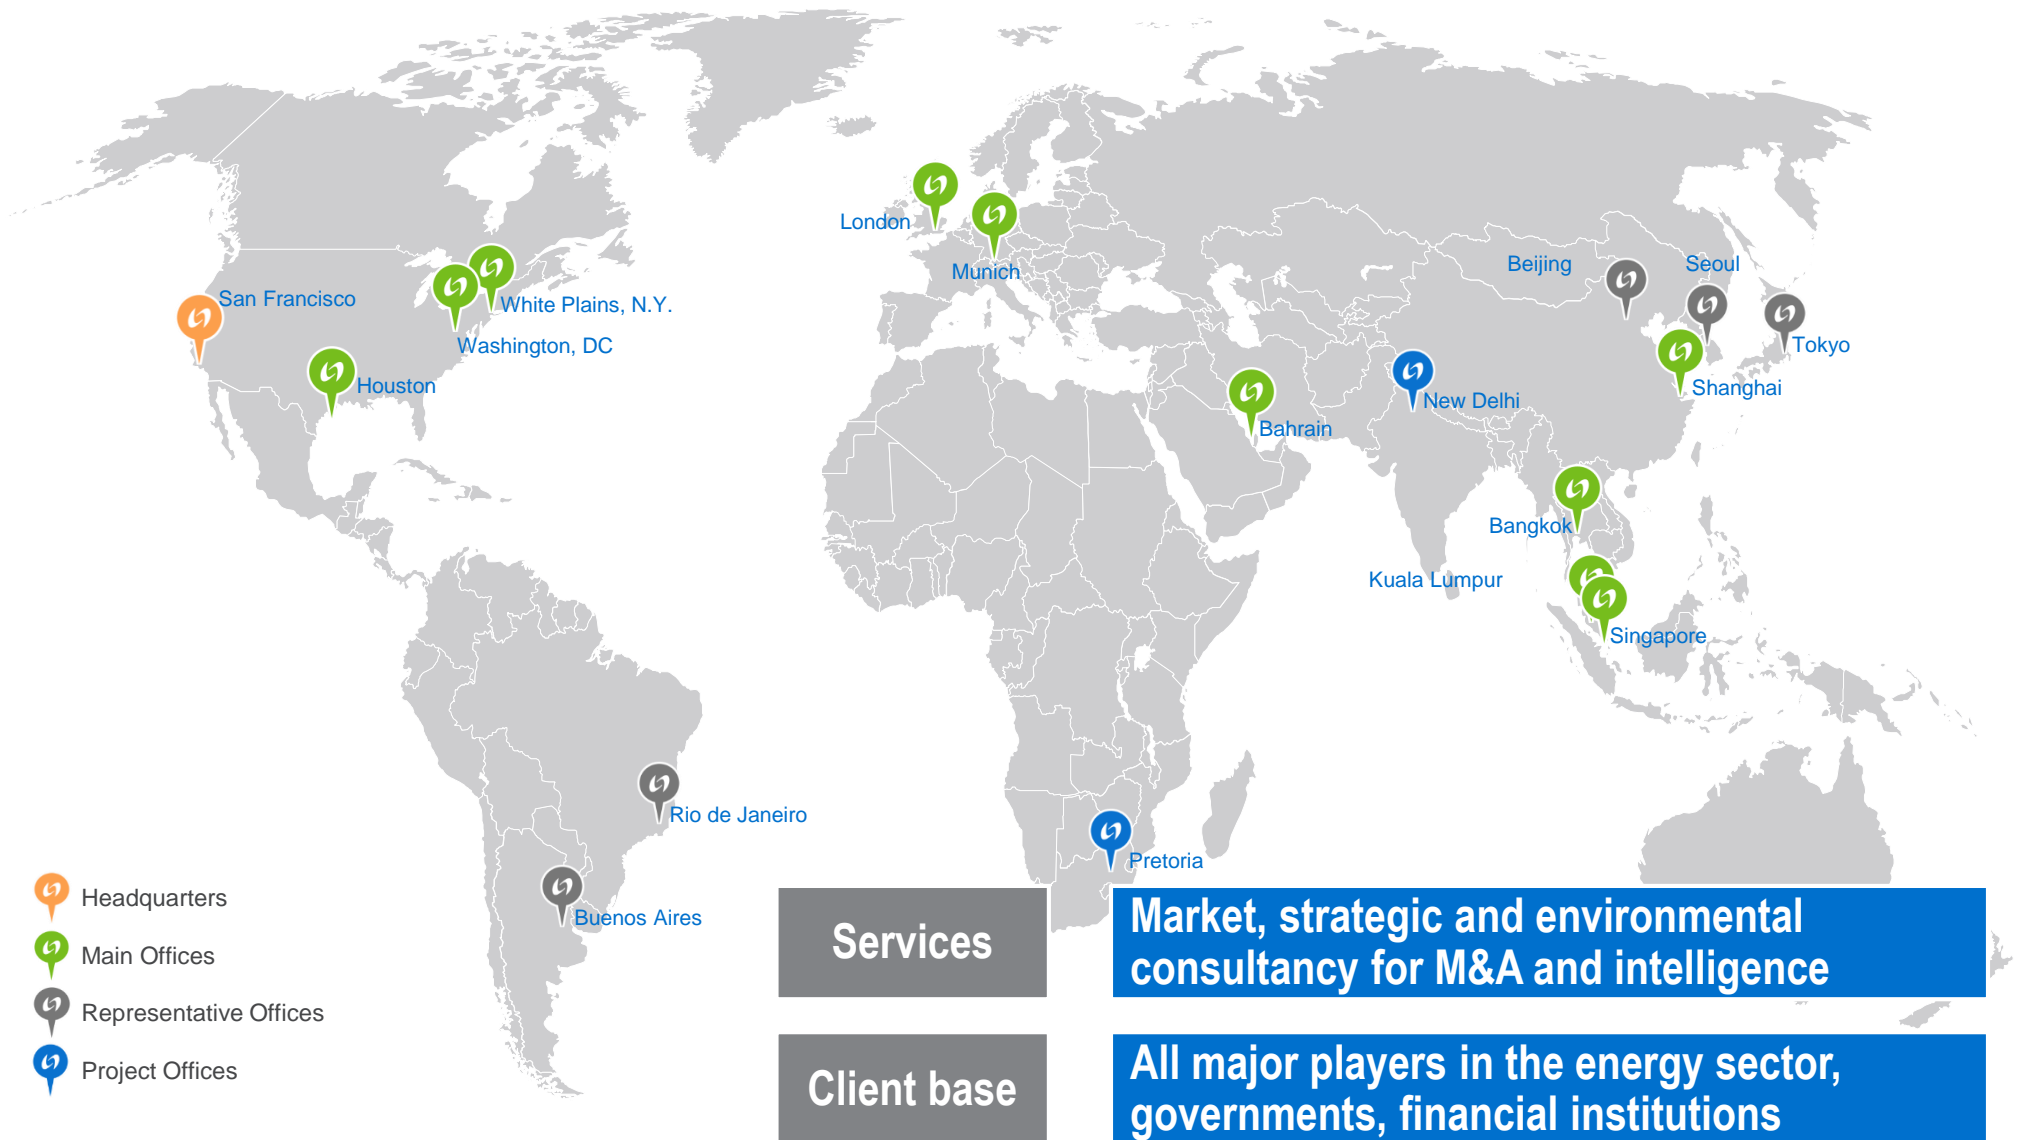 London
Munich
Beijing
Seoul
San Francisco
White Plains, N.Y.
Washington, DC
Tokyo
Houston
Shanghai
New Delhi
Bahrain
Bangkok
Kuala Lumpur
Singapore
Rio de Janeiro
Pretoria
Buenos Aires
Headquarters
Main Offices
Representative Offices
Project Offices
Services
Market, strategic and environmental
consultancy for M&A and intelligence
Client base
All major players in the energy sector,
governments, financial institutions